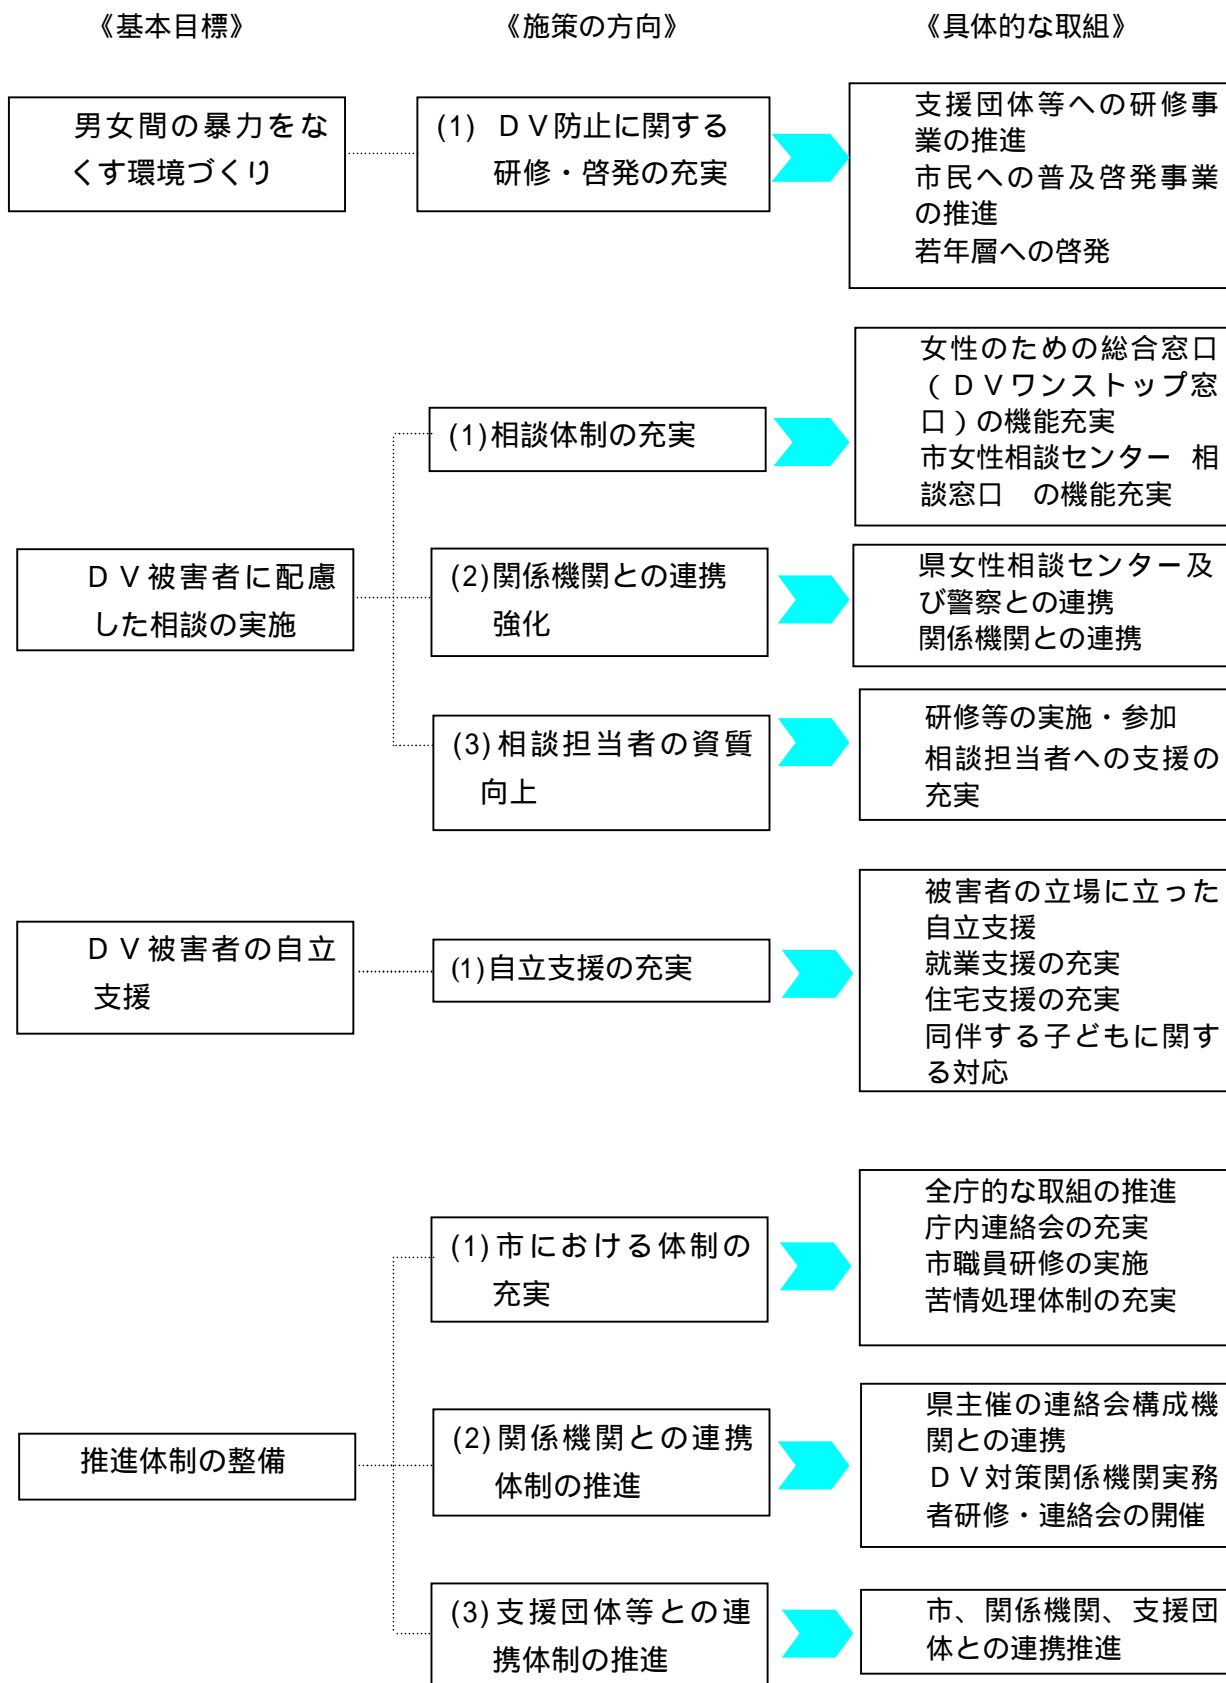 《基本目標》 《施策の方向》 《具体的な取組》
男女間の暴力をな
くす環境づくり
(1) ＤＶ防止に関する
研修・啓発の充実
支援団体等への研修事
業の推進
市民への普及啓発事業
の推進
若年層への啓発
ＤＶ被害者に配慮
した相談の実施
(1)相談体制の充実
女性のための総合窓口
（ＤＶワンストップ窓
口）の機能充実
市女性相談センター 相
談窓口　の機能充実
(2)関係機関との連携
強化
県女性相談センター及
び警察との連携
関係機関との連携
(3)相談担当者の資質
向上
研修等の実施・参加
相談担当者への支援の
充実
ＤＶ被害者の自立
支援
(1)自立支援の充実
被害者の立場に立った
自立支援
就業支援の充実
住宅支援の充実
同伴する子どもに関す
る対応
推進体制の整備
(1)市における体制の
充実
全庁的な取組の推進
庁内連絡会の充実
市職員研修の実施
苦情処理体制の充実
(2)関係機関との連携
体制の推進
県主催の連絡会構成機
関との連携
ＤＶ対策関係機関実務
者研修・連絡会の開催
(3)支援団体等との連
携体制の推進
市、関係機関、支援団
体との連携推進